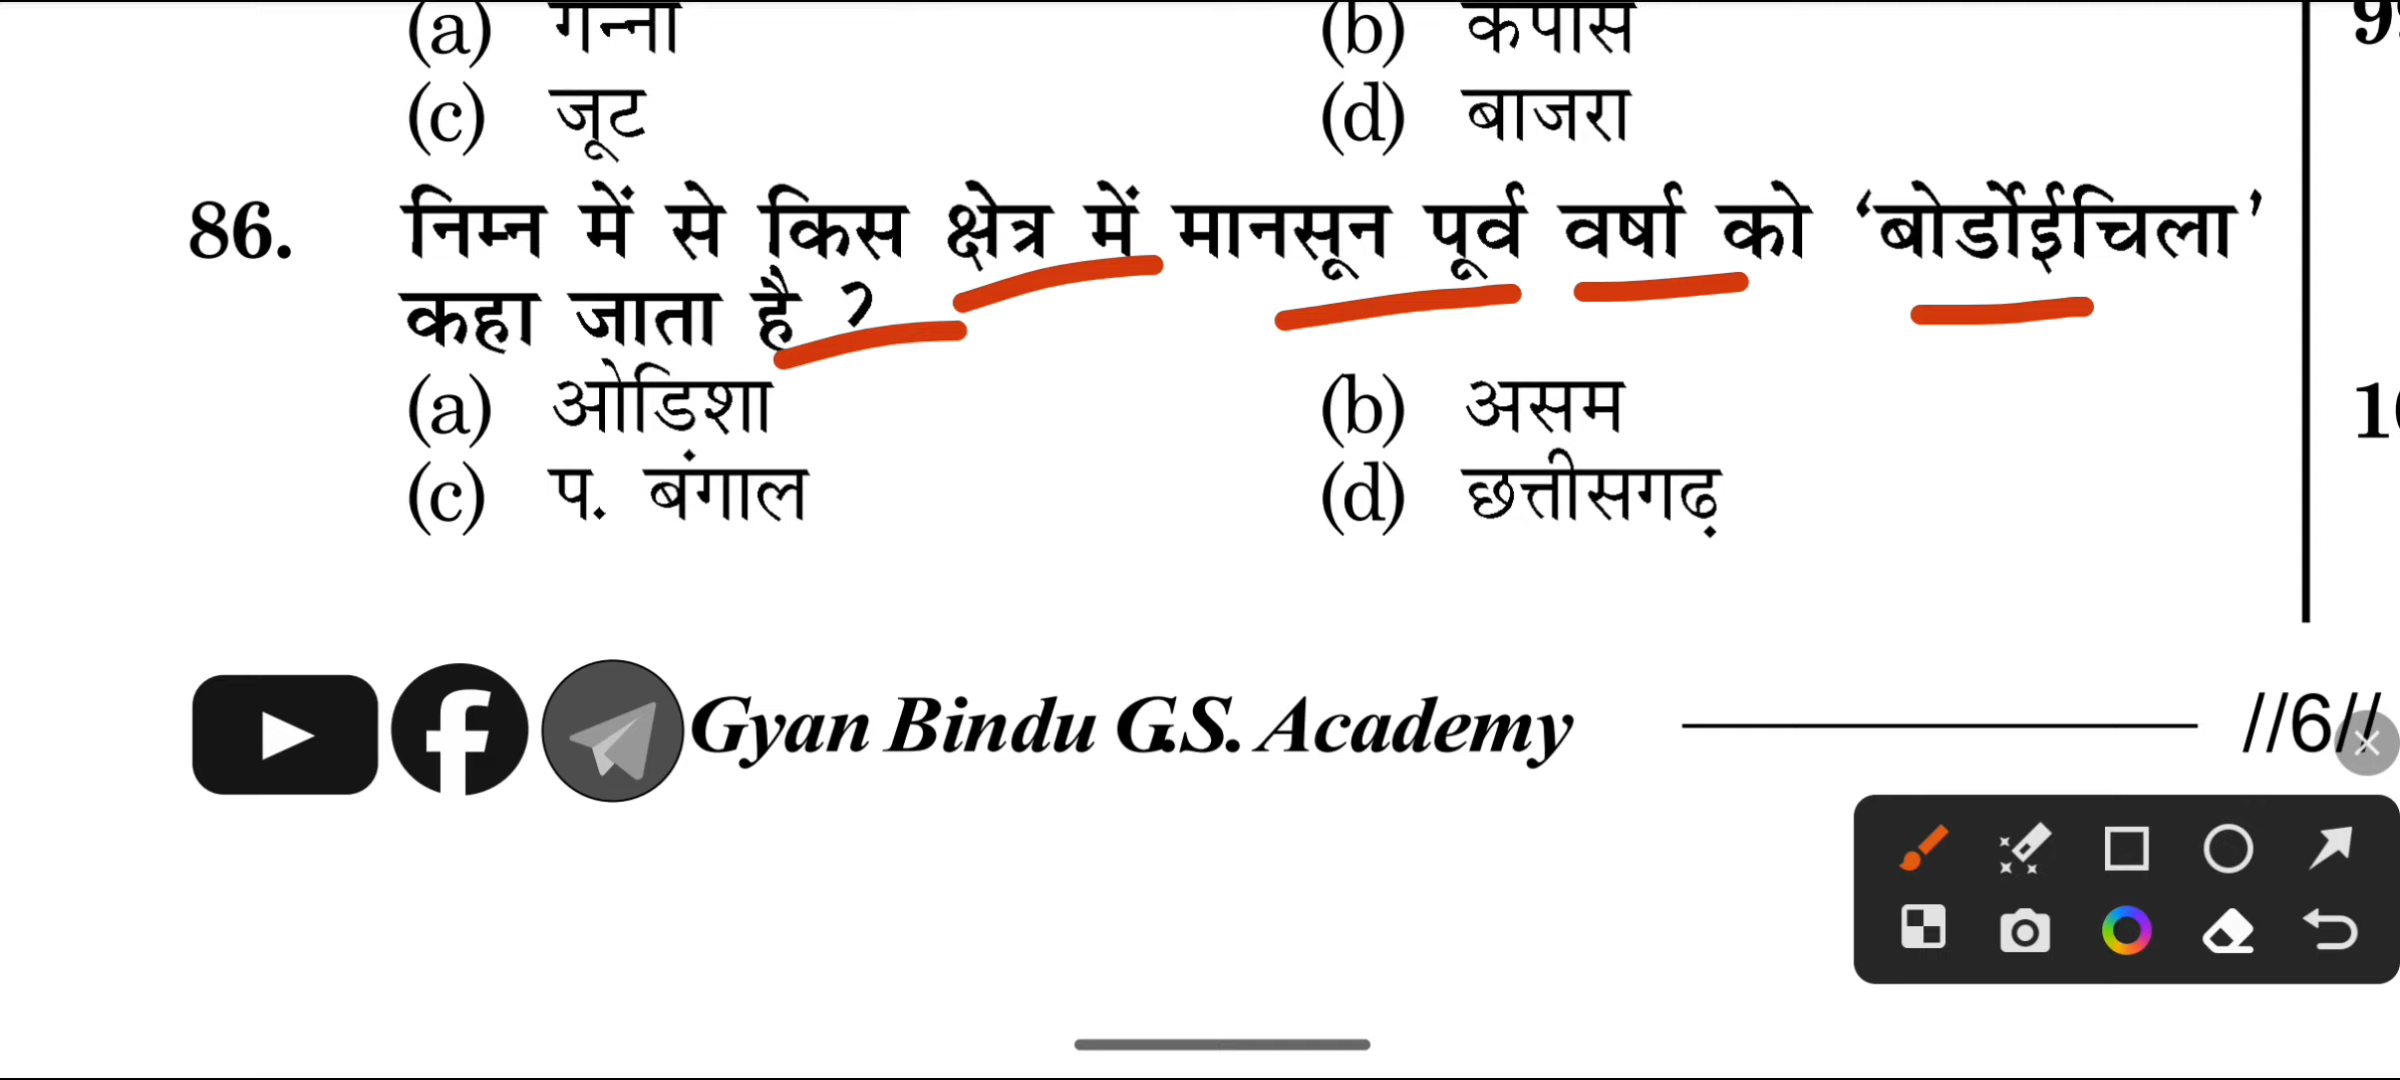 (a) गन्ना (b) कपास
(c) जूट (d) बाजरा
86. निम्न में से किस क्षेत्र में मानसून पूर्व वर्षा को ‘बोर्डोईचिला’
कहा जाता है ?
(a) ओडिशा (b) असम
(c) प. बंगाल (d) छत्तीसगढ़
Gyan Bindu G.S. Academy //6//